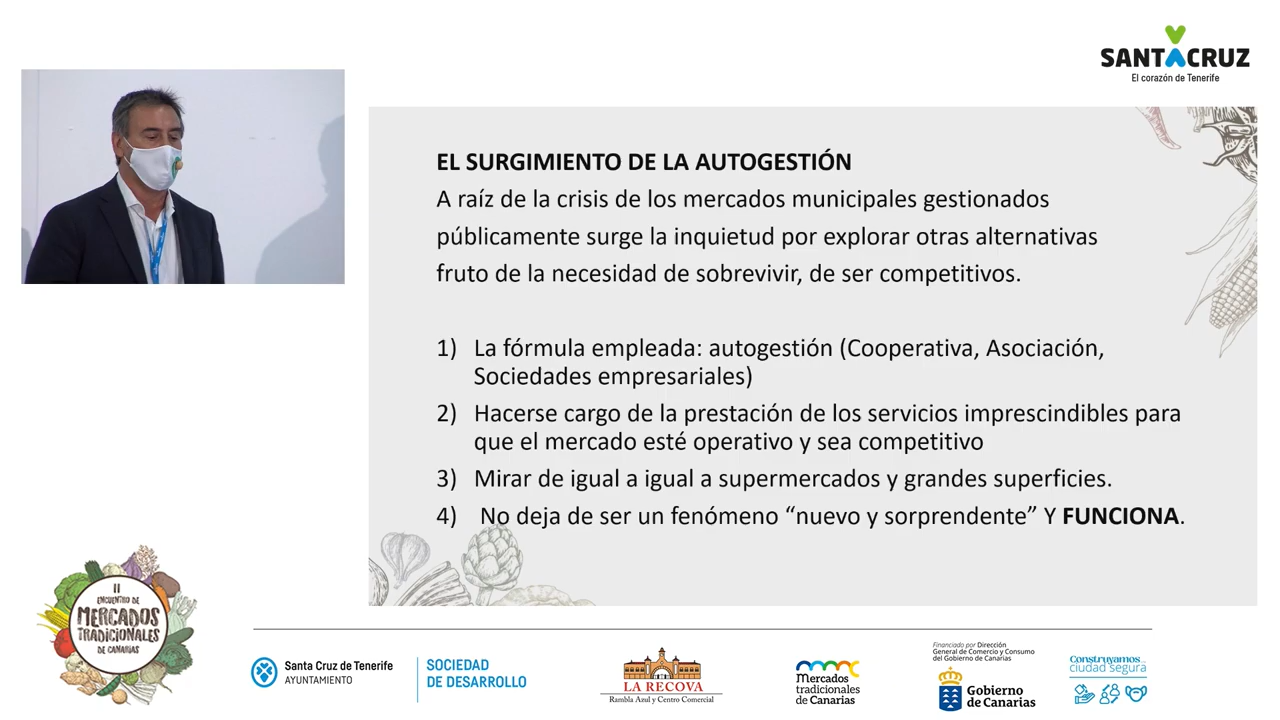 SANTACRUZ
El corazón de Tenerife
EL SURGIMIENTO DE LA AUTOGESTIÓN
A raíz de la crisis de los mercados municipales gestionados
públicamente surge la inquietud por explorar otras alternativas
fruto de la necesidad de sobrevivir, de ser competitivos.
1) La fórmula empleada: autogestión (Cooperativa, Asociación,
Sociedades empresariales)
2) Hacerse cargo de la prestación de los servicios imprescindibles para
que el mercado esté operativo y sea competitivo
3) Mirar de igual a igual a supermercados y grandes superficies.
4) No deja de ser un fenómeno “nuevo y sorprendente” Y FUNCIONA.
II
ENCUENTRO DE
MERCADOS
TRADICIONALES
DE CANARIAS
Santa Cruz de Tenerife
AYUNTAMIENTO
SOCIEDAD
DE DESARROLLO
LA RECOVA
Rambla Azul y Centro Comercial
Mercados
tradicionales
de Canarias
Financiado por Dirección
General de Comercio y Consumo
del Gobierno de Canarias
Gobierno
de Canarias
Construyamos...
ciudad segura